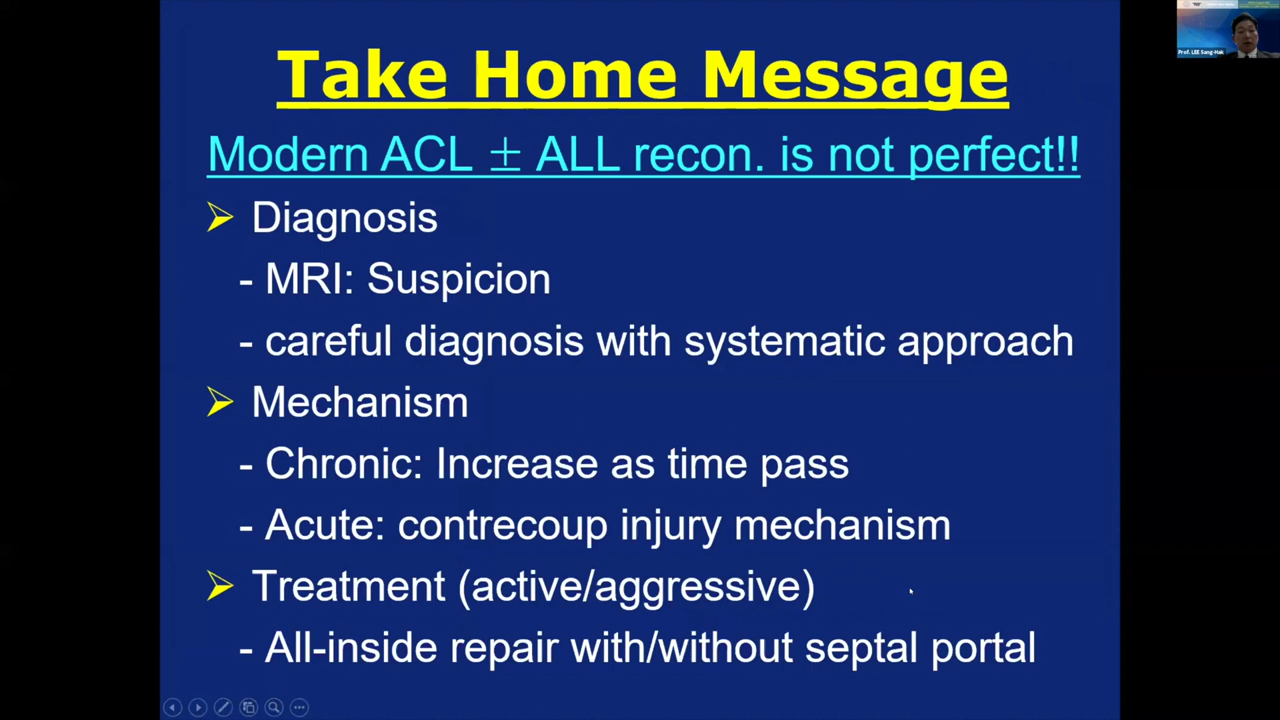 Take Home Message
Modern ACL ± ALL recon. is not perfect!!
➢ Diagnosis
- MRI: Suspicion
- careful diagnosis with systematic approach
➢ Mechanism
- Chronic: Increase as time pass
- Acute: contrecoup injury mechanism
➢ Treatment (active/aggressive)
- All-inside repair with/without septal portal
Prof. LEE Sang-Hak